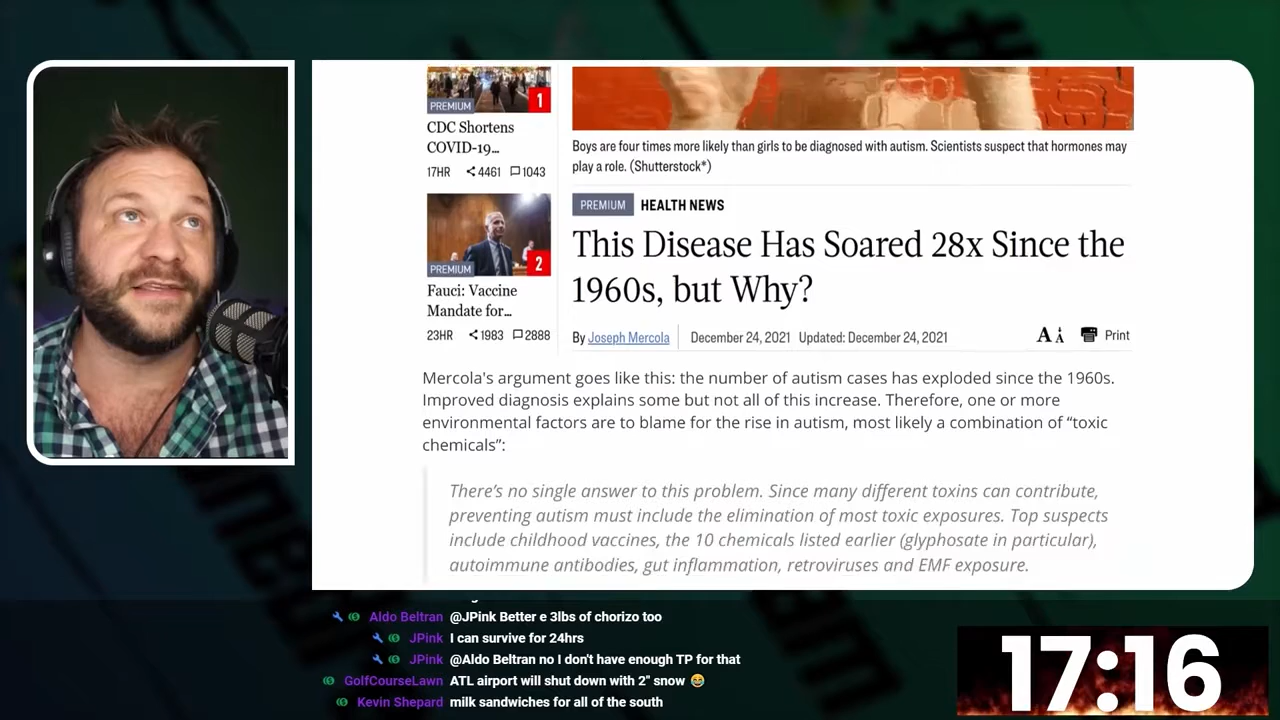 PREMIUM
1
CDC Shortens
COVID-19...
17HR 4461 1043
PREMIUM
2
Fauci: Vaccine
Mandate for...
23HR 1983 2888
Boys are four times more likely than girls to be diagnosed with autism. Scientists suspect that hormones may
play a role. (Shutterstock*)
PREMIUM HEALTH NEWS
This Disease Has Soared 28x Since the
1960s, but Why?
By Joseph Mercola December 24, 2021 Updated: December 24, 2021 A A Print
Mercola's argument goes like this: the number of autism cases has exploded since the 1960s.
Improved diagnosis explains some but not all of this increase. Therefore, one or more
environmental factors are to blame for the rise in autism, most likely a combination of “toxic
chemicals”:
There’s no single answer to this problem. Since many different toxins can contribute,
preventing autism must include the elimination of most toxic exposures. Top suspects
include childhood vaccines, the 10 chemicals listed earlier (glyphosate in particular),
autoimmune antibodies, gut inflammation, retroviruses and EMF exposure.
Aldo Beltran @JPink Better e 3lbs of chorizo too
JPink I can survive for 24hrs
JPink @Aldo Beltran no I don't have enough TP for that
GolfCourseLawn ATL airport will shut down with 2" snow 😅
Kevin Shepard milk sandwiches for all of the south
17:16